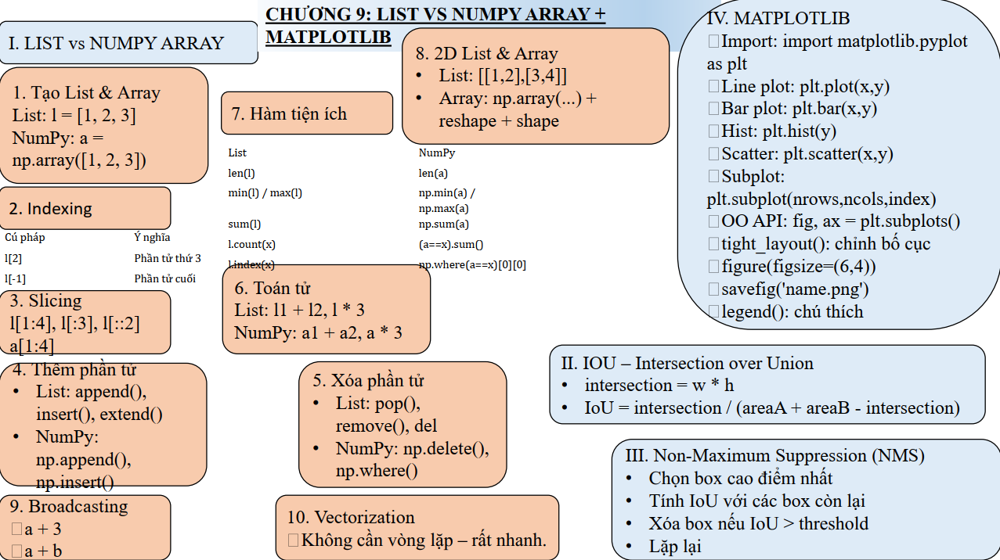 CHƯƠNG 9: LIST VS NUMPY ARRAY +
MATPLOTLIB
I. LIST vs NUMPY ARRAY
1. Tạo List & Array
List: l = [1, 2, 3]
NumPy: a =
np.array([1, 2, 3])
2. Indexing
Cú pháp Ý nghĩa
l[2] Phần tử thứ 3
l[-1] Phần tử cuối
3. Slicing
l[1:4], l[:3], l[::2]
a[1:4]
4. Thêm phần tử
• List: append(),
insert(), extend()
• NumPy:
np.append(),
np.insert()
5. Xóa phần tử
• List: pop(),
remove(), del
• NumPy: np.delete(),
np.where()
6. Toán tử
List: l1 + l2, l * 3
NumPy: a1 + a2, a * 3
7. Hàm tiện ích
List NumPy
len(l) len(a)
min(l) / max(l) np.min(a) /
np.max(a)
sum(l) np.sum(a)
l.count(x) (a==x).sum()
l.index(x) np.where(a==x)[0][0]
8. 2D List & Array
• List: [[1,2],[3,4]]
• Array: np.array(...) +
reshape + shape
9. Broadcasting
□a + 3
□a + b
10. Vectorization
□Không cần vòng lặp – rất nhanh.
II. IOU – Intersection over Union
• intersection = w * h
• IoU = intersection / (areaA + areaB - intersection)
III. Non-Maximum Suppression (NMS)
• Chọn box cao điểm nhất
• Tính IoU với các box còn lại
• Xóa box nếu IoU > threshold
• Lặp lại
IV. MATPLOTLIB
□Import: import matplotlib.pyplot
as plt
□Line plot: plt.plot(x,y)
□Bar plot: plt.bar(x,y)
□Hist: plt.hist(y)
□Scatter: plt.scatter(x,y)
□Subplot:
plt.subplot(nrows,ncols,index)
□OO API: fig, ax = plt.subplots()
□tight_layout(): chỉnh bố cục
□figure(figsize=(6,4))
□savefig('name.png')
□legend(): chú thích